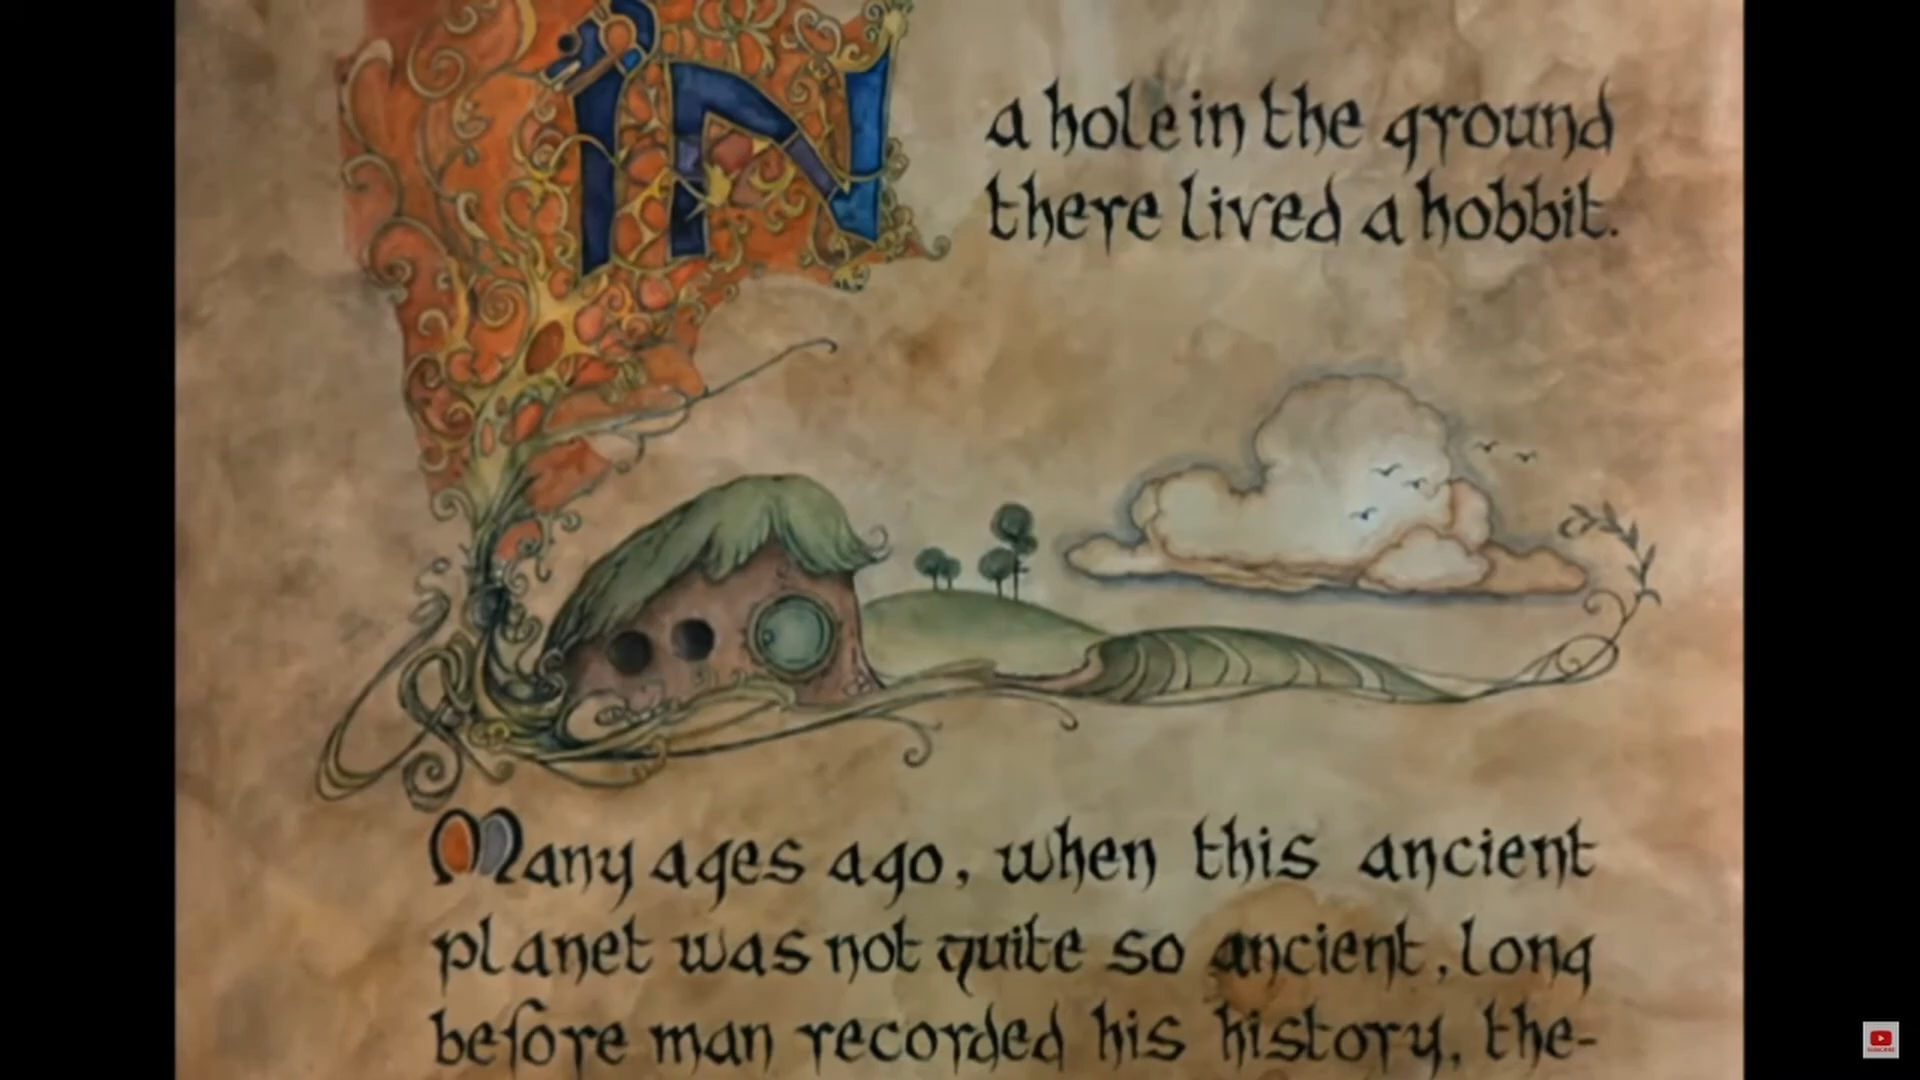 IN
a hole in the ground
there lived a hobbit.
Many ages ago, when this ancient
planet was not quite so ancient, long
before man recorded his history, the-
SUBSCRIBE